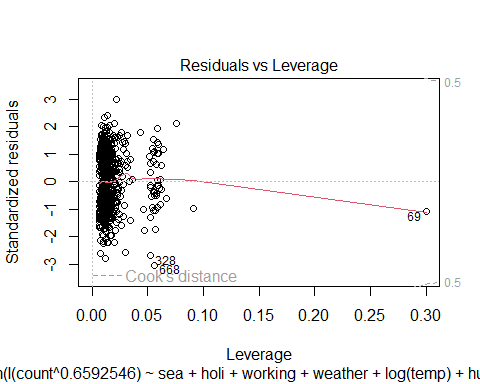 Residuals vs Leverage
Standardized residuals
3
2
1
0
-1
-2
-3
0.5
0.5
69
328
668
Cook's distance
0.00 0.05 0.10 0.15 0.20 0.25 0.30
Leverage
n(I(count^0.6592546) ~ sea + holi + working + weather + log(temp) + hu